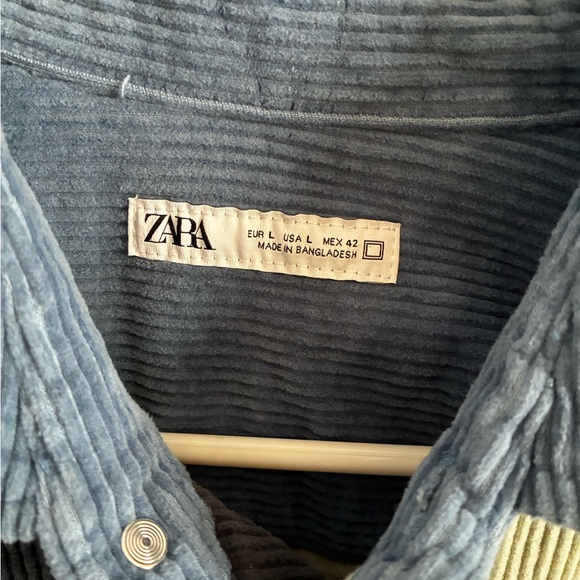 ZARA
EUR L USA L MEX 42
MADE IN BANGLADESH